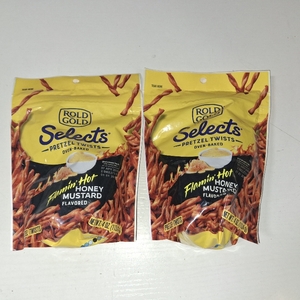 ROLD
GOLD
Selects
PRETZEL TWISTS
OVEN-BAKED
Flamin' Hot
HONEY
MUSTARD
FLAVORED
ROLD
GOLD
Selects
PRETZEL TWISTS
OVEN-BAKED
Flamin' Hot
HONEY
MUSTARD
FLAVORED